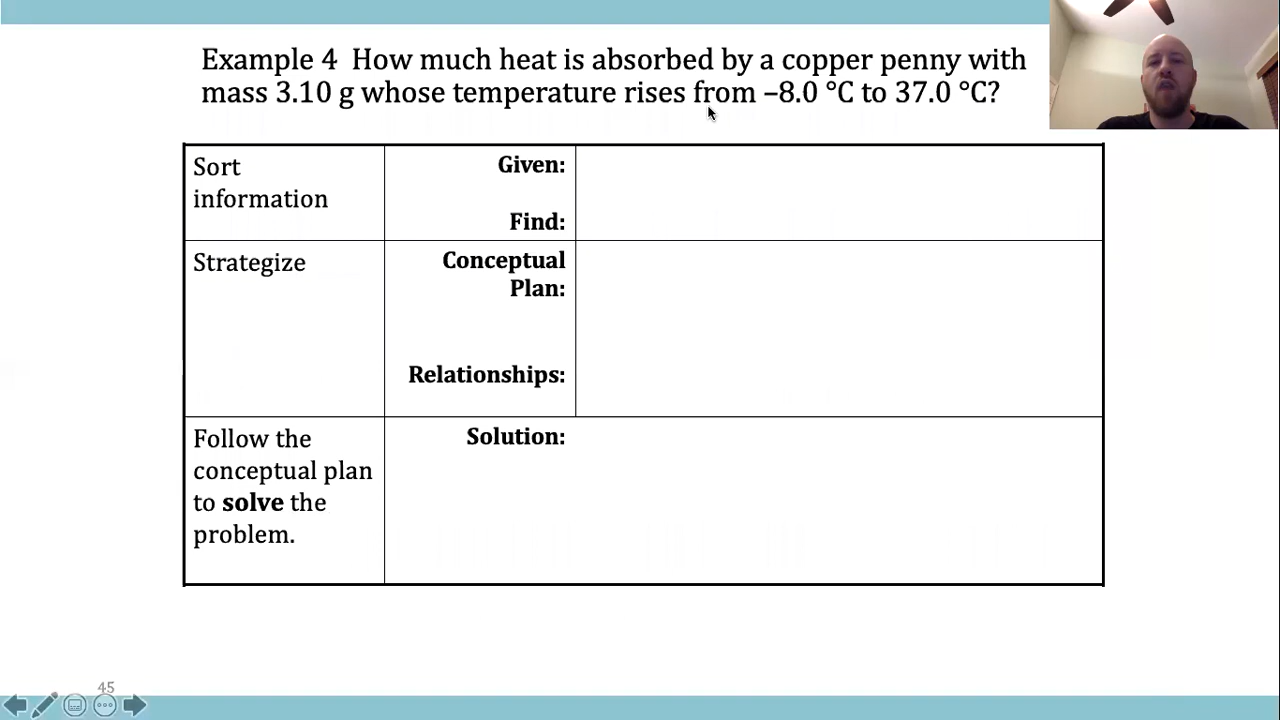 Example 4  How much heat is absorbed by a copper penny with
mass 3.10 g whose temperature rises from –8.0 °C to 37.0 °C?
Sort
information
Given:
Find:
Strategize
Conceptual
Plan:
Relationships:
Follow the
conceptual plan
to solve the
problem.
Solution:
45